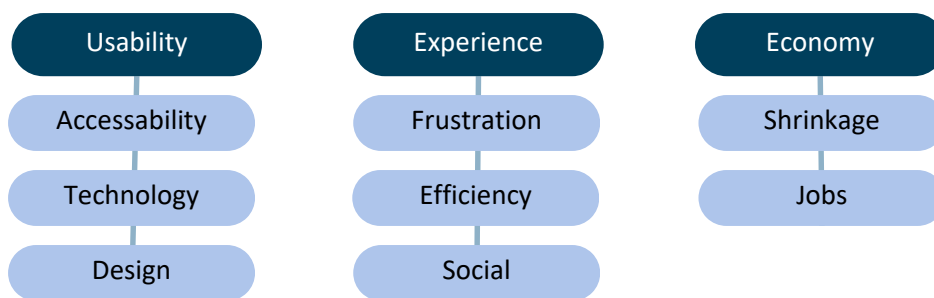 Usability
Accessability
Technology
Design
Experience
Frustration
Efficiency
Social
Economy
Shrinkage
Jobs